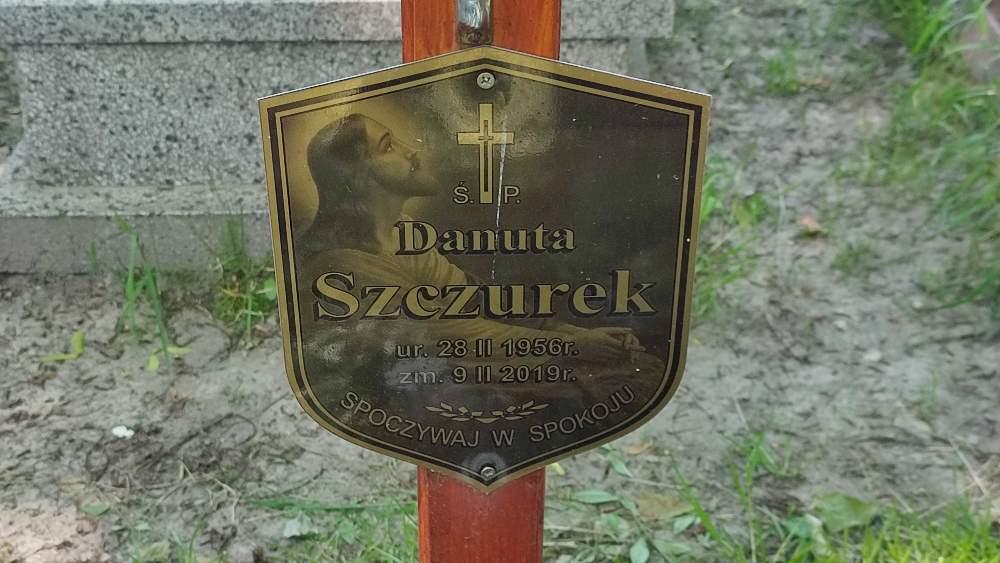 Ś. P.
Danuta
Szczurek
ur. 28 II 1956r.
zm. 9 II 2019r.
SPOCZYWAJ W SPOKOJU